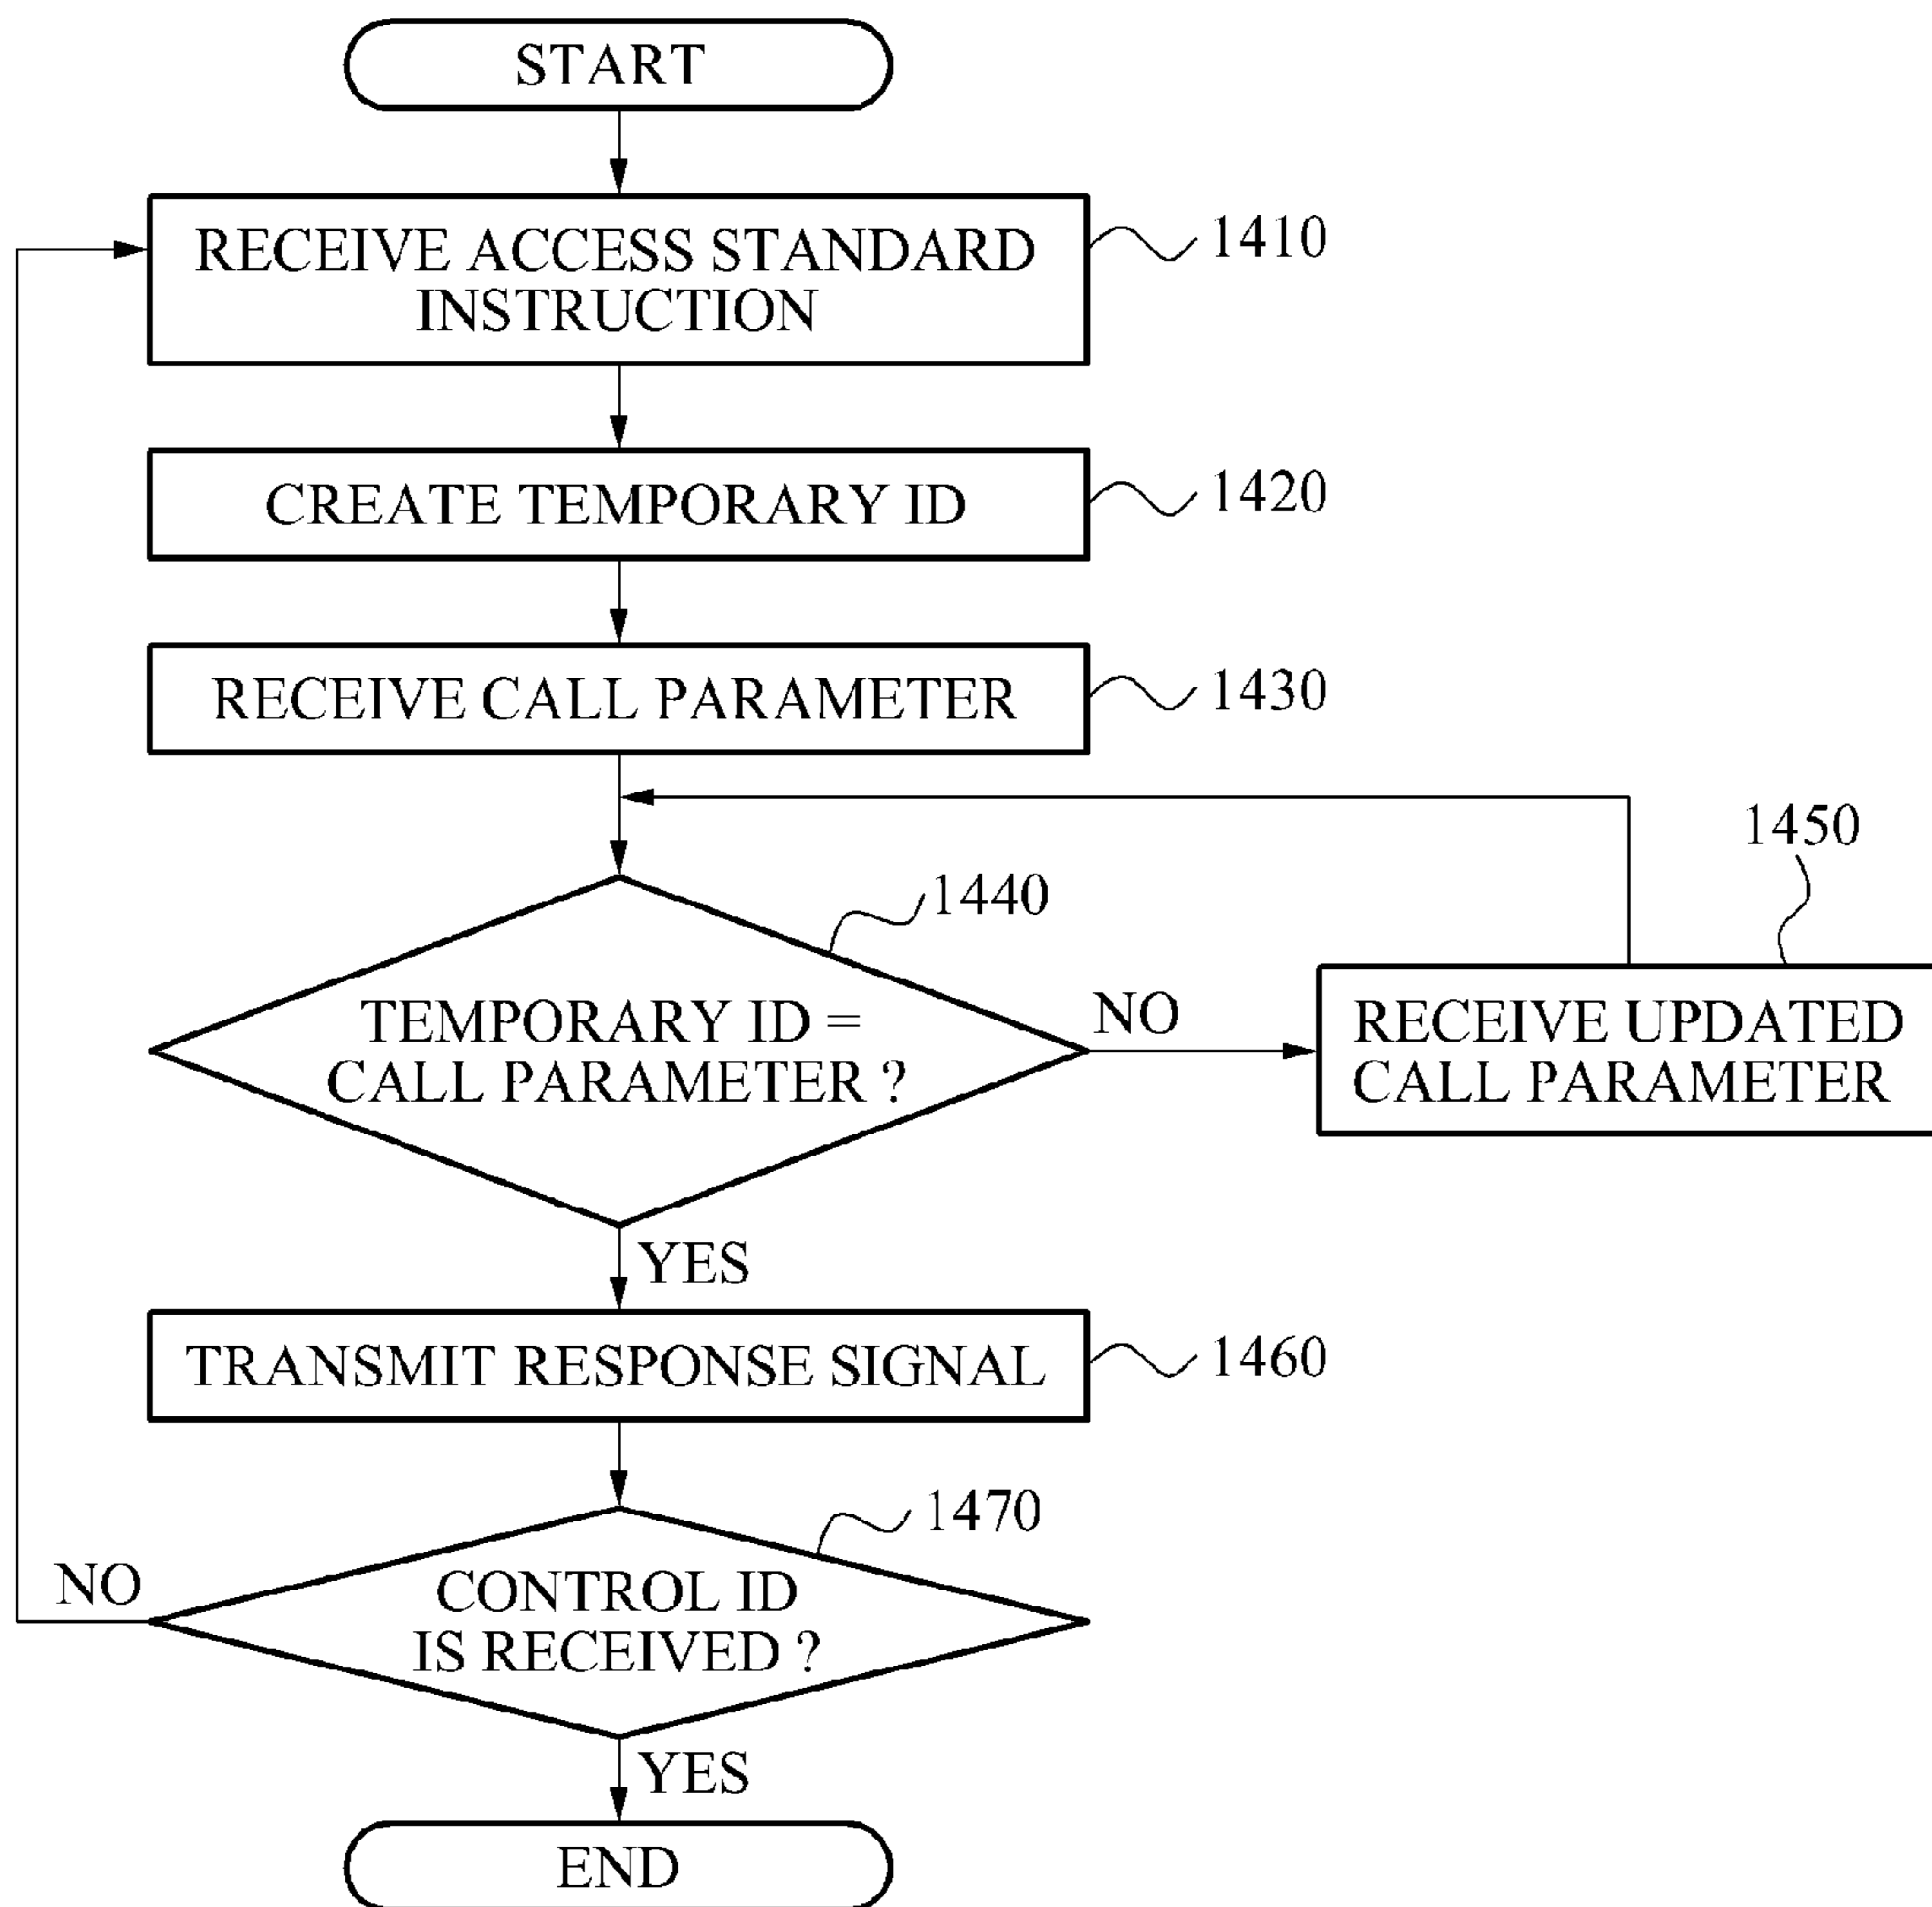 START
RECEIVE ACCESS STANDARD
INSTRUCTION
1410
CREATE TEMPORARY ID
1420
RECEIVE CALL PARAMETER
1430
1440
TEMPORARY ID =
CALL PARAMETER ?
NO
1450
RECEIVE UPDATED
CALL PARAMETER
YES
TRANSMIT RESPONSE SIGNAL
1460
1470
CONTROL ID
IS RECEIVED ?
NO
YES
END